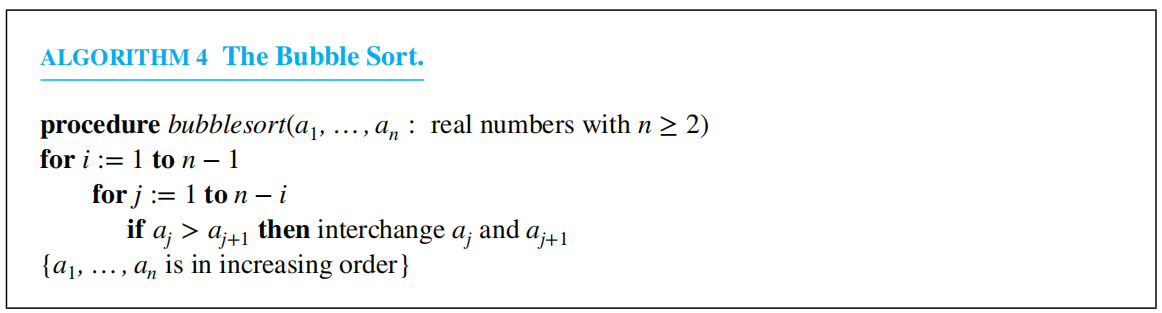 ALGORITHM 4 The Bubble Sort.
procedure bubblesort(a₁, … , aₙ : real numbers with n ≥ 2)
for i := 1 to n − 1
for j := 1 to n − i
if aⱼ > aⱼ₊₁ then interchange aⱼ and aⱼ₊₁
{a₁, … , aₙ is in increasing order}